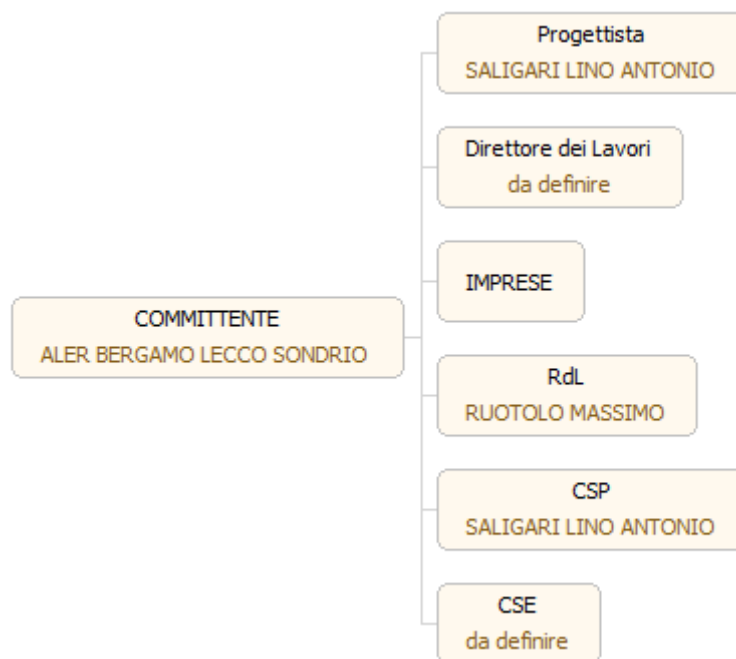 Progettista
SALIGARI LINO ANTONIO
Direttore dei Lavori
da definire
IMPRESE
COMMITTENTE
ALER BERGAMO LECCO SONDRIO
RdL
RUOTOLO MASSIMO
CSP
SALIGARI LINO ANTONIO
CSE
da definire